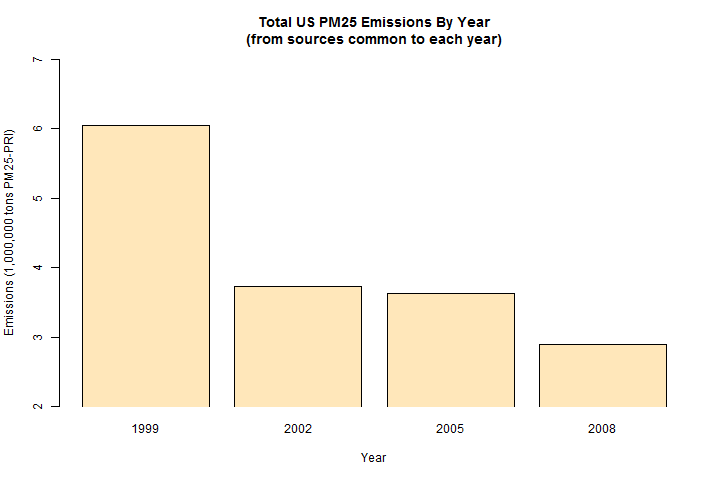 Total US PM25 Emissions By Year
(from sources common to each year)
Emissions (1,000,000 tons PM25-PRI)
7
6
5
4
3
2
1999 2002 2005 2008
Year